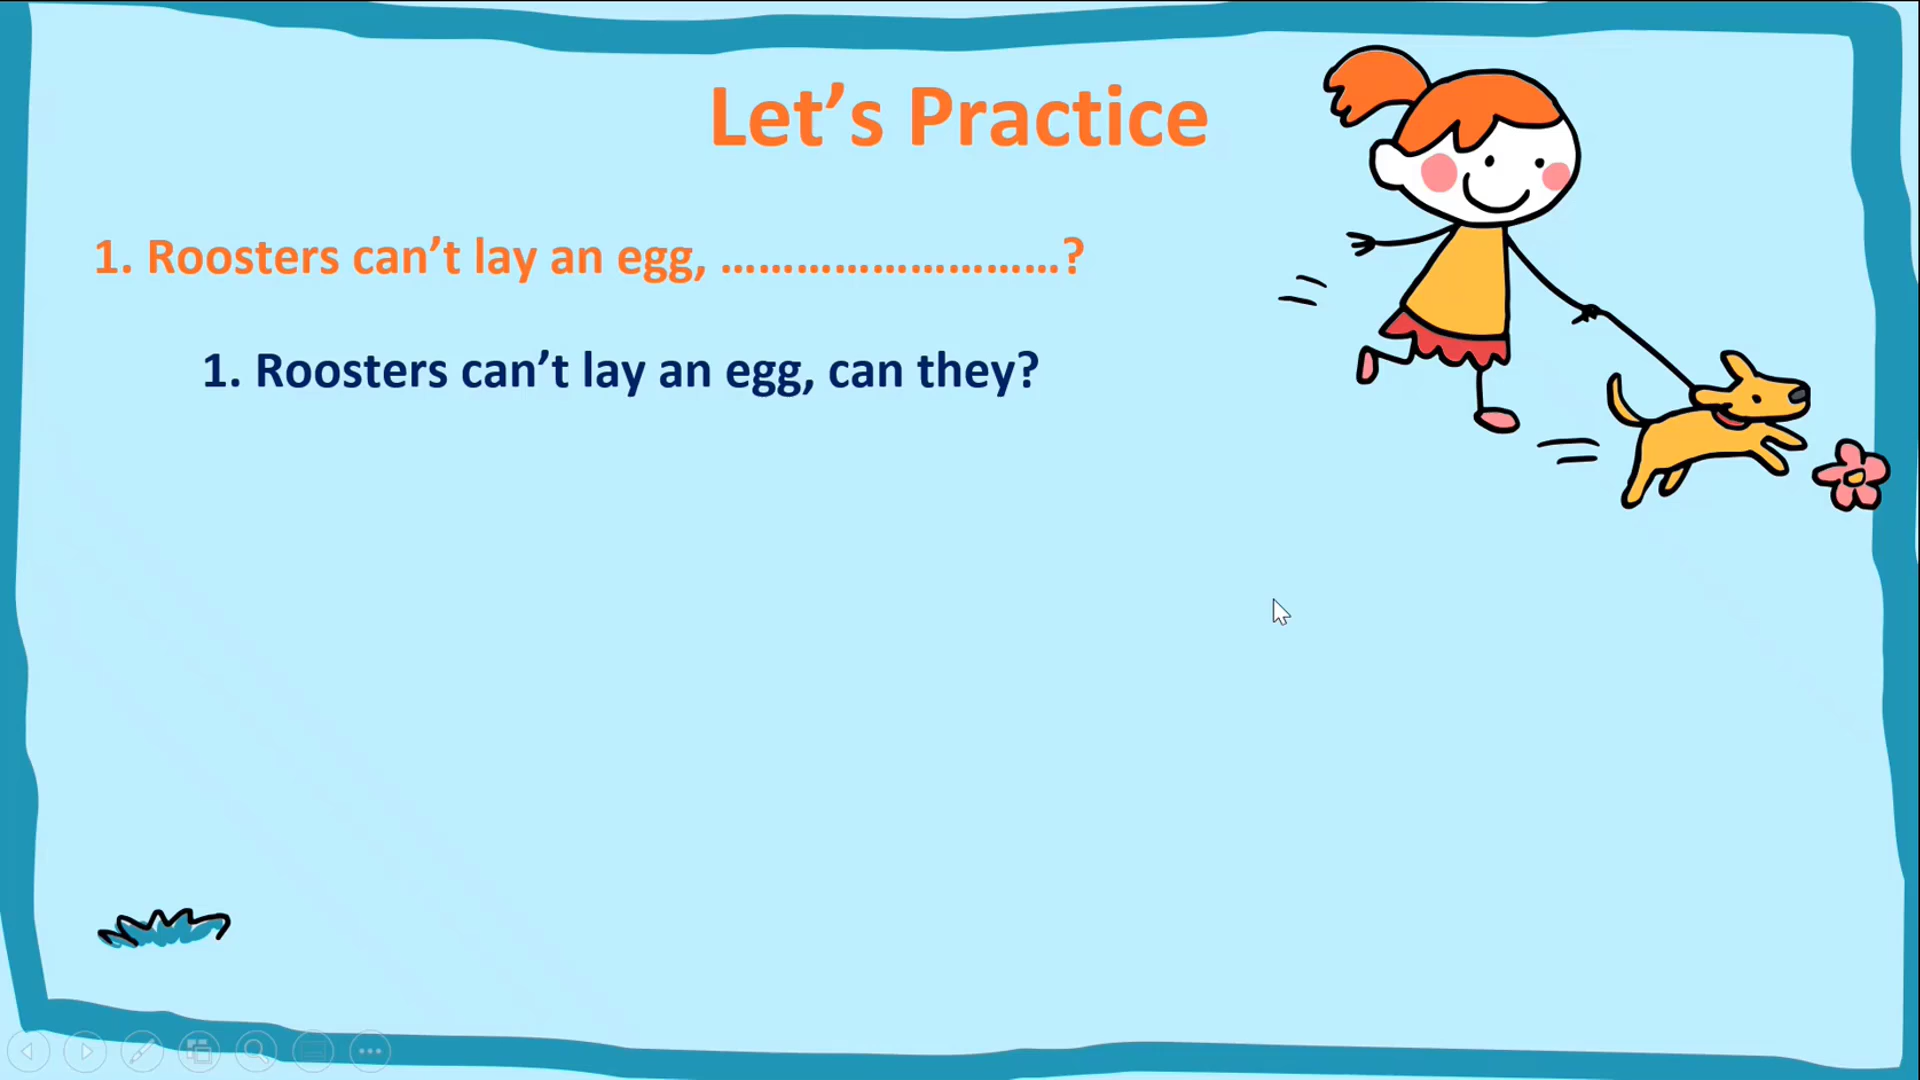 Let’s Practice
1. Roosters can’t lay an egg, ...........................?
1. Roosters can’t lay an egg, can they?